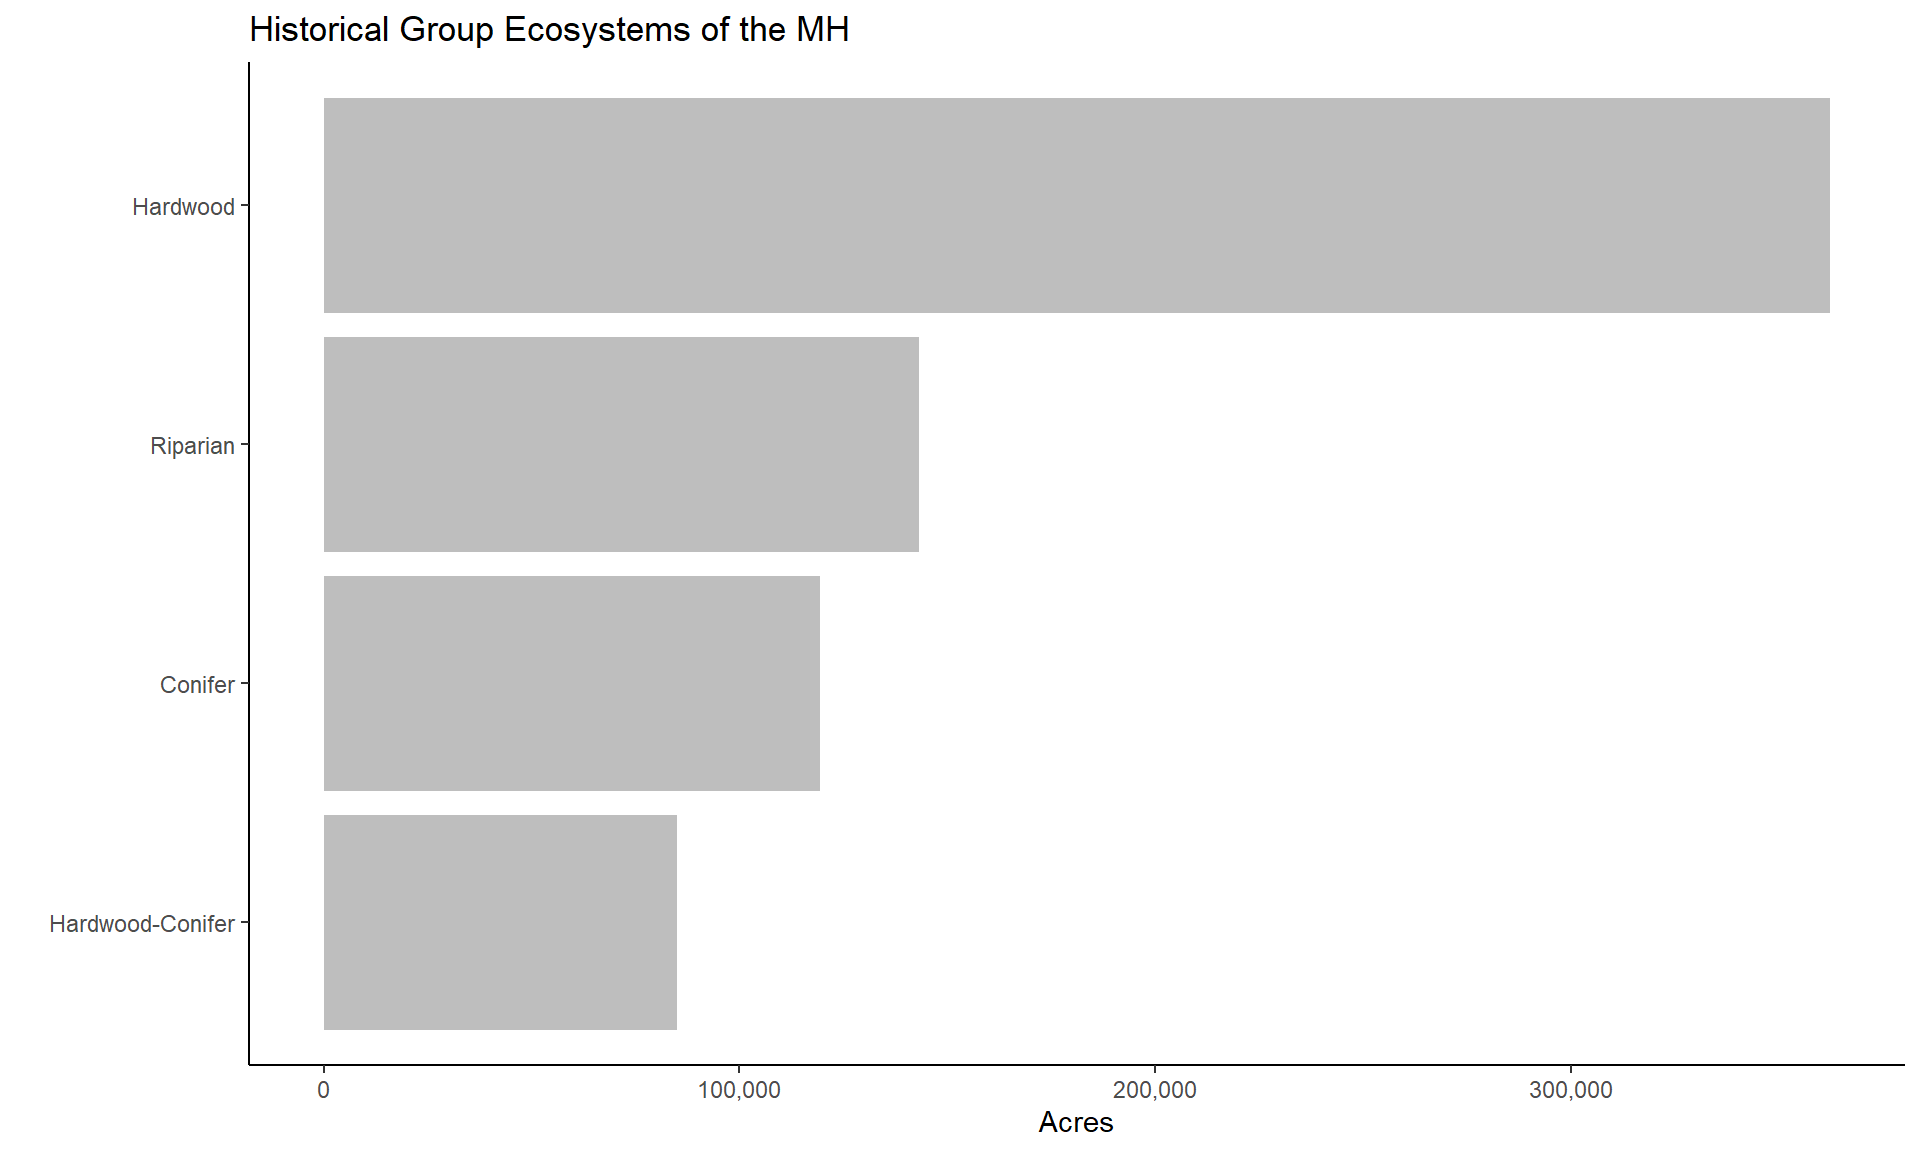 Historical Group Ecosystems of the MH
Hardwood
Riparian
Conifer
Hardwood-Conifer
0
100,000
200,000
300,000
Acres